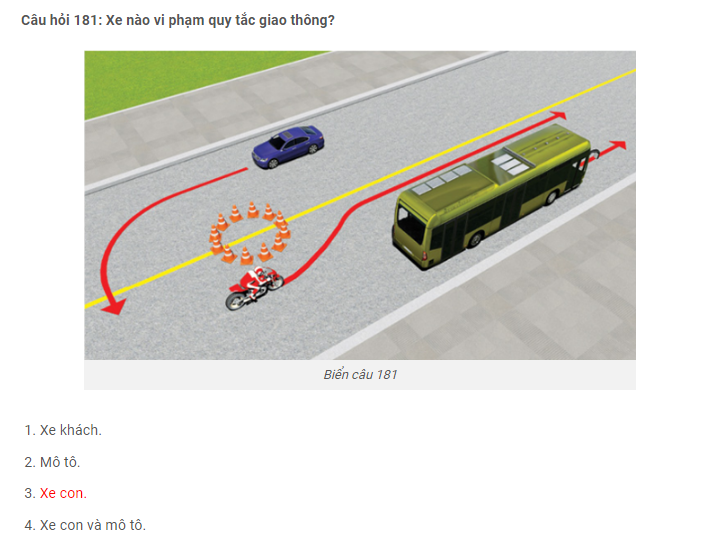 Câu hỏi 181: Xe nào vi phạm quy tắc giao thông?
Biển câu 181
1. Xe khách.
2. Mô tô.
3. Xe con.
4. Xe con và mô tô.